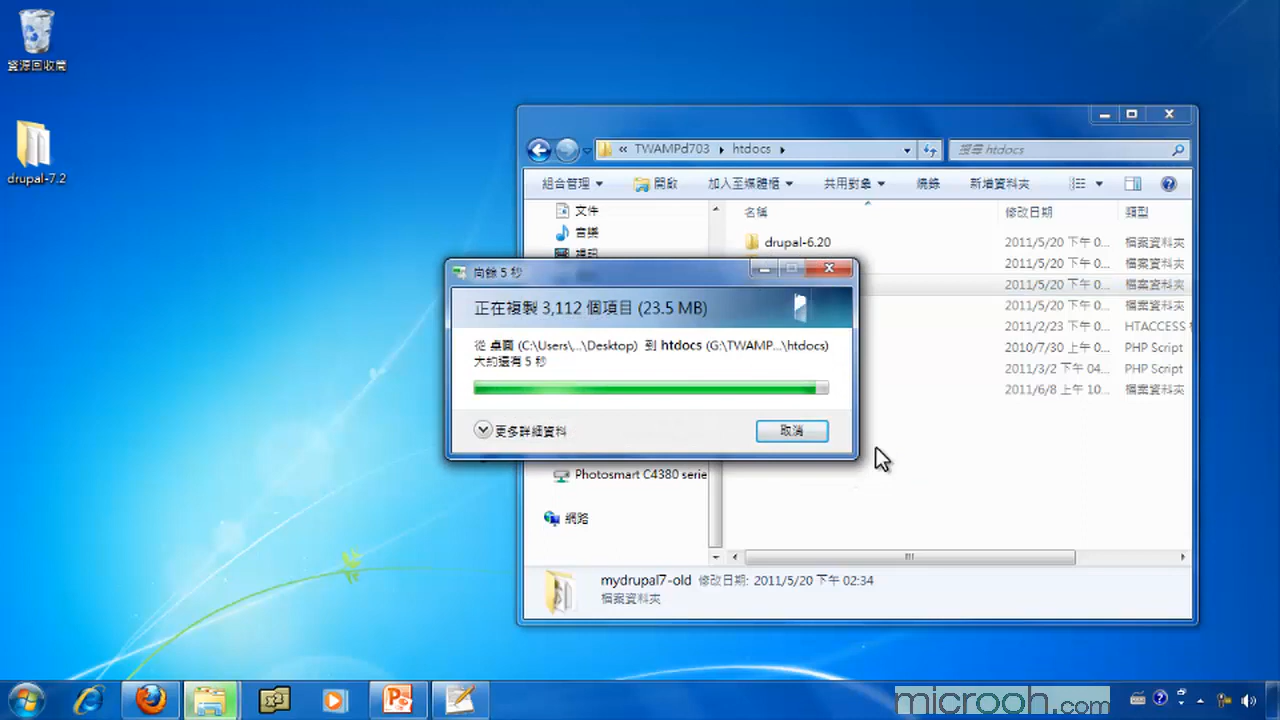 資源回收筒
drupal-7.2
« TWAMPd703 ▸ htdocs ▸
搜尋 htdocs
組合管理 ▼ 開啟 加入至媒體櫃 ▼ 共用對象 ▼ 燒錄 新增資料夾
文件
音樂
視訊
Photosmart C4380 serie
網路
名稱 修改日期 類型
drupal-6.20 2011/5/20 下午 0... 檔案資料夾
2011/5/20 下午 0... 檔案資料夾
2011/5/20 下午 0... 檔案資料夾
2011/5/20 下午 0... 檔案資料夾
2011/2/23 下午 0... HTACCESS
2010/7/30 上午 0... PHP Script
2011/3/2 下午 04... PHP Script
2011/6/8 上午 10... 檔案資料夾
尚餘 5 秒
正在複製 3,112 個項目 (23.5 MB)
從 桌面 (C:\Users\...\Desktop) 到 htdocs (G:\TWAMP...\htdocs)
大約還有 5 秒
更多詳細資料
取消
mydrupal7-old 修改日期: 2011/5/20 下午 02:34
檔案資料夾
microoh.com